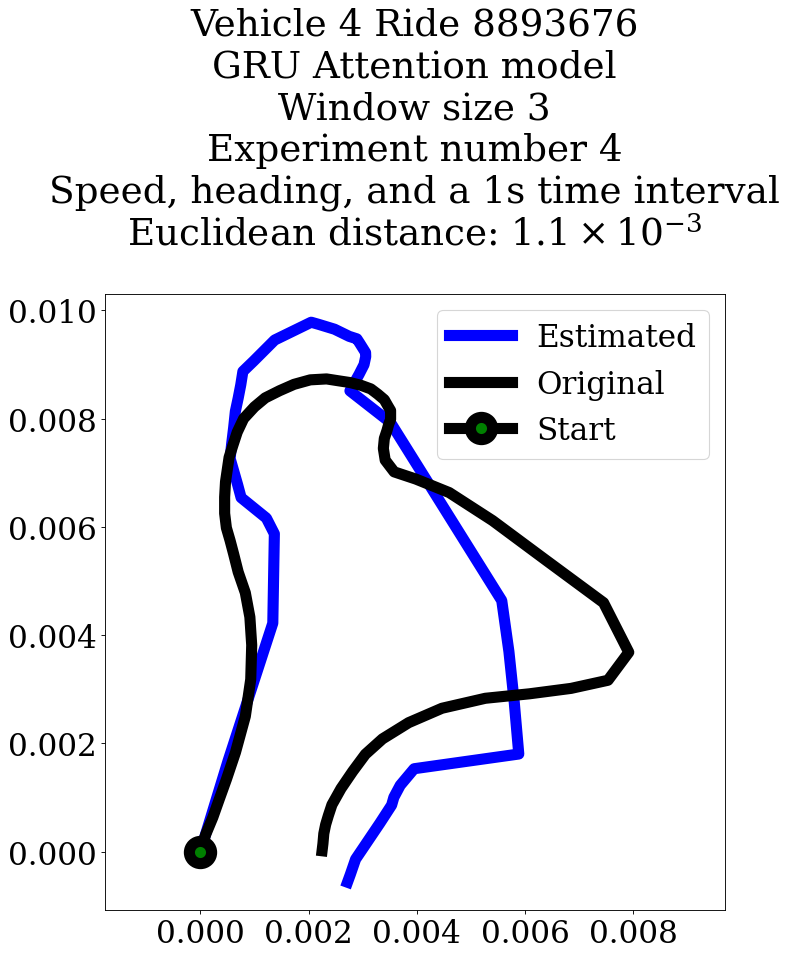 Vehicle 4 Ride 8893676
GRU Attention model
Window size 3
Experiment number 4
Speed, heading, and a 1s time interval
Euclidean distance: 1.1 × 10⁻³
0.010
0.008
0.006
0.004
0.002
0.000
Estimated
Original
Start
0.000 0.002 0.004 0.006 0.008